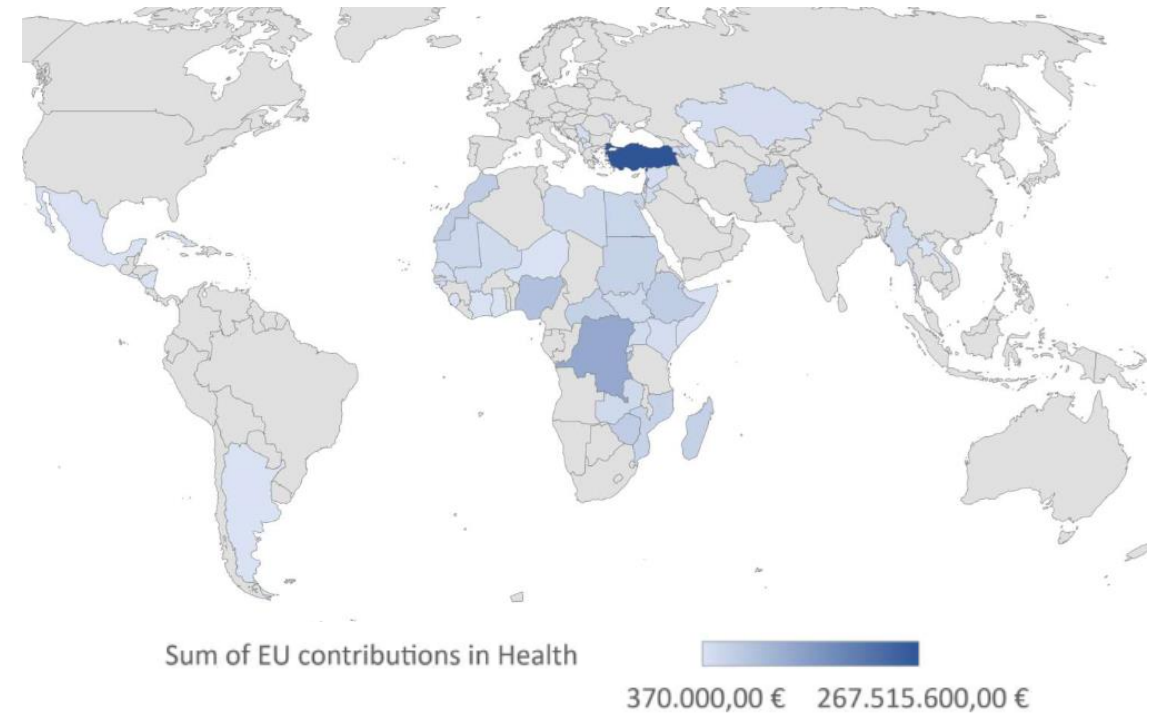 Sum of EU contributions in Health
370.000,00 € 267.515.600,00 €